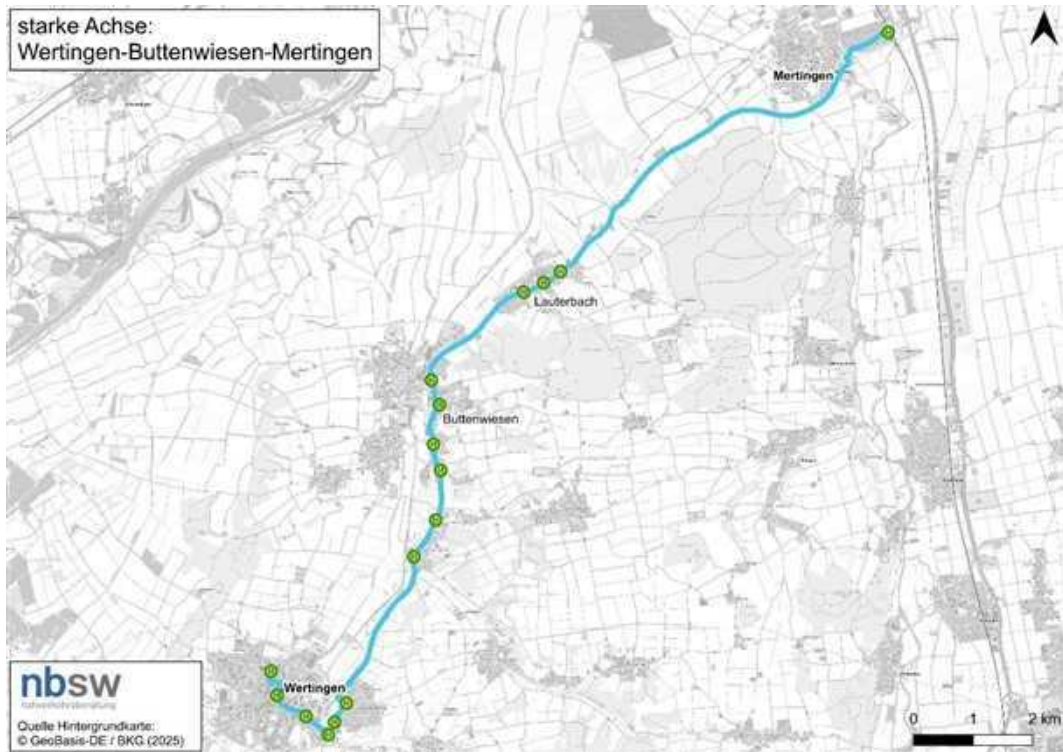 starke Achse:
Wertingen-Buttenwiesen-Mertingen
Mertingen
Lauterbach
Buttenwiesen
Wertingen
nbsw
nahverkehrsberatung
Quelle Hintergrundkarte:
© GeoBasis-DE / BKG (2025)
0 1 2 km